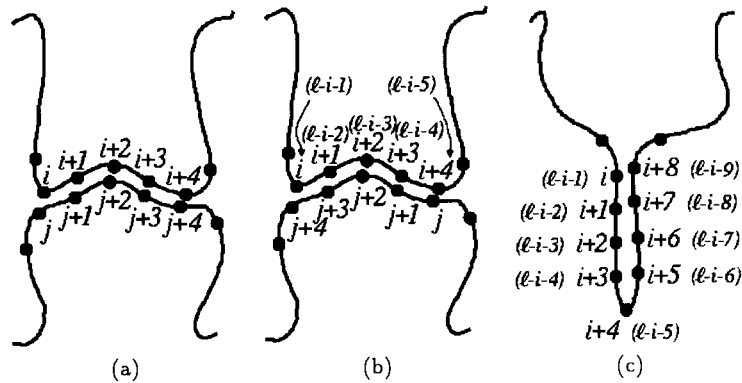 i i+1 i+2 i+3 i+4
j j+1 j+2 j+3 j+4
(a)
(ℓ-i-1) (ℓ-i-5)
(ℓ-i-2) (ℓ-i-3) (ℓ-i-4)
i i+1 i+2 i+3 i+4
j+4 j+3 j+2 j+1 j
(b)
(ℓ-i-1) i i+8 (ℓ-i-9)
(ℓ-i-2) i+1 i+7 (ℓ-i-8)
(ℓ-i-3) i+2 i+6 (ℓ-i-7)
(ℓ-i-4) i+3 i+5 (ℓ-i-6)
i+4 (ℓ-i-5)
(c)